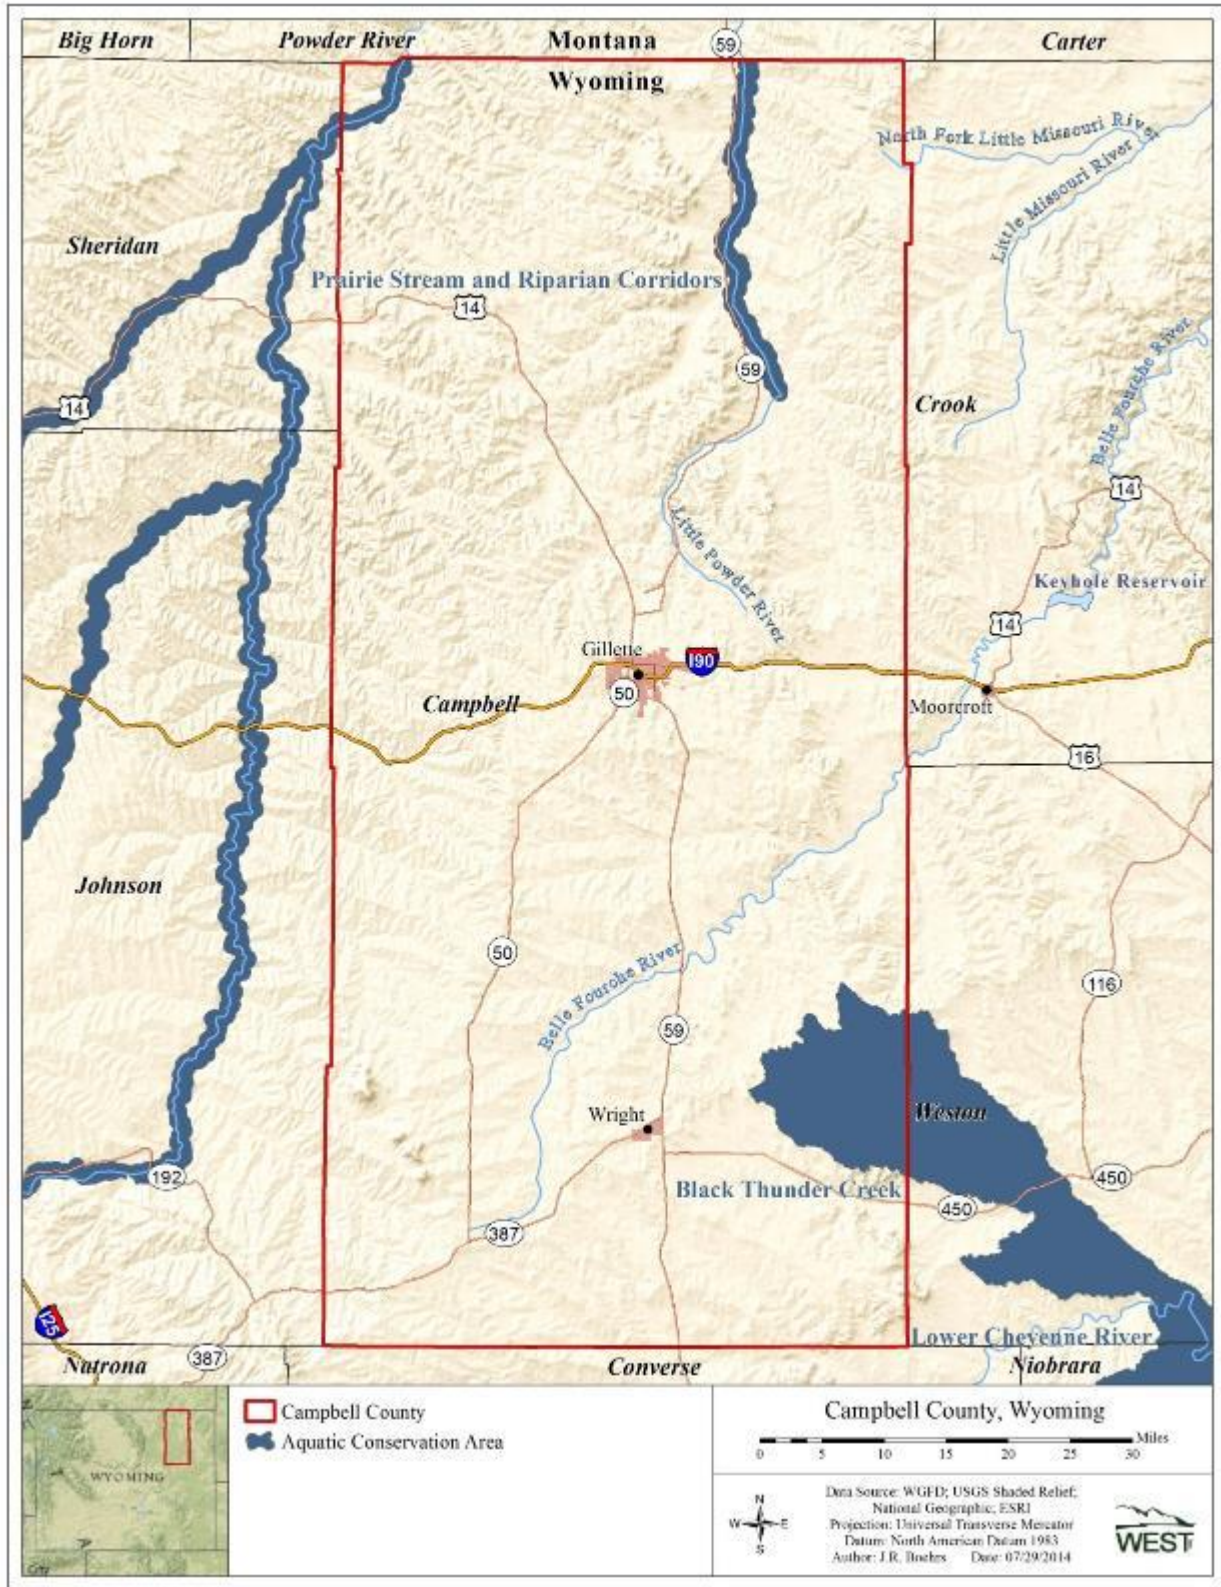 Big Horn
Powder River
Montana
59
Carter
Wyoming
North Fork Little Missouri River
Little Missouri River
Sheridan
Prairie Stream and Riparian Corridors
14
Belle Fourche River
59
14
Crook
14
Little Powder River
Keyhole Reservoir
14
Gillette
I90
50
Campbell
Moorcroft
16
Johnson
50
Belle Fourche River
116
59
Wright
Weston
192
Black Thunder Creek
450
450
387
I25
Lower Cheyenne River
Natrona
387
Converse
Niobrara
WYOMING
City
Campbell County
Aquatic Conservation Area
Campbell County, Wyoming
Miles
0 5 10 15 20 25 30
N
W E
S
Data Source: WGFD; USGS Shaded Relief;
National Geographic; ESRI
Projection: Universal Transverse Mercator
Datum: North American Datum 1983
Author: J.R. Boehrs Date: 07/29/2014
WEST